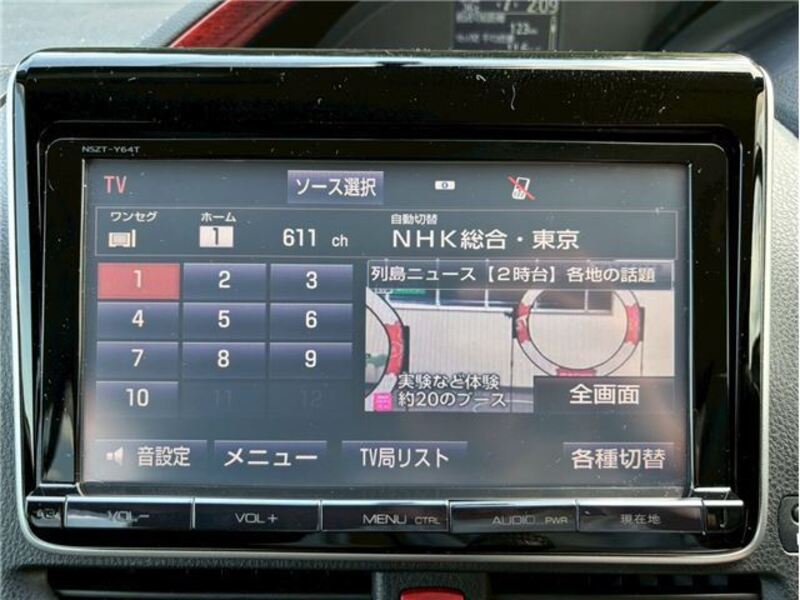 2:09
NSZT-Y64T
TV
ソース選択
ワンセグ
ホーム
1
611 ch
自動切替
NHK総合・東京
1
2
3
列島ニュース【2時台】各地の話題
4
5
6
7
8
9
10
11
12
実験など体験
約20のブース
全画面
音設定
メニュー
TV局リスト
各種切替
VOL−
VOL+
MENU CTRL
AUDIO PWR
現在地